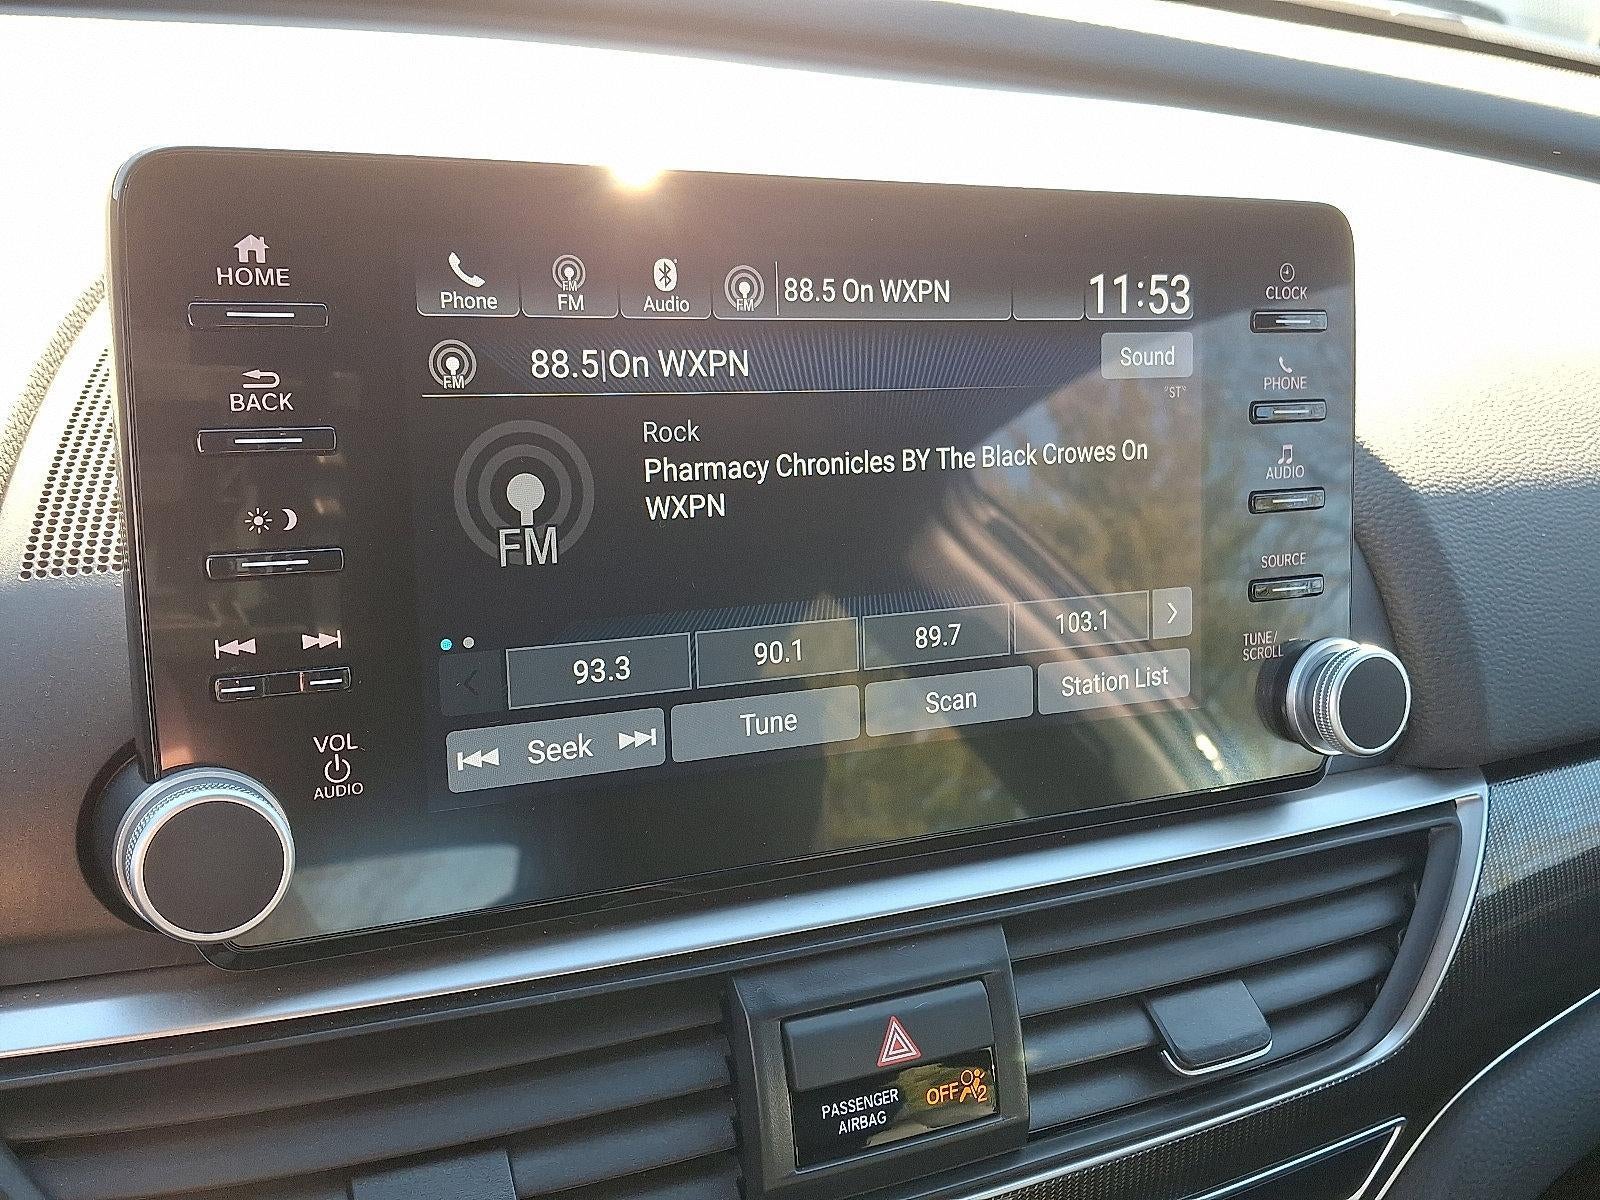 HOME
BACK
VOL
AUDIO
Phone
FM
FM
Audio
FM
88.5 On WXPN
11:53
FM
88.5|On WXPN
Sound
"ST"
FM
Rock
Pharmacy Chronicles BY The Black Crowes On
WXPN
93.3
90.1
89.7
103.1
Seek
Tune
Scan
Station List
CLOCK
PHONE
AUDIO
SOURCE
TUNE/
SCROLL
PASSENGER
AIRBAG
OFF
2